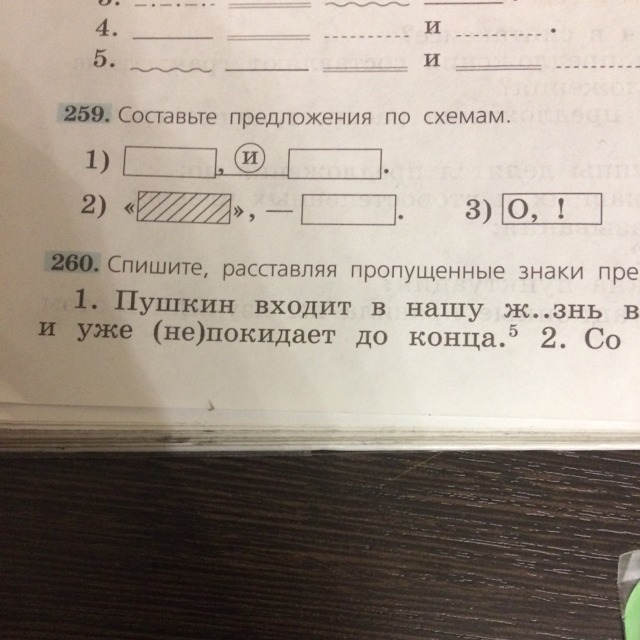 4. и .
5. и
259. Составьте предложения по схемам.
1) , и .
2) « », — . 3) О, !
260. Спишите, расставляя пропущенные знаки пре
1. Пушкин входит в нашу ж...знь в
и уже (не)покидает до конца.⁵ 2. Со